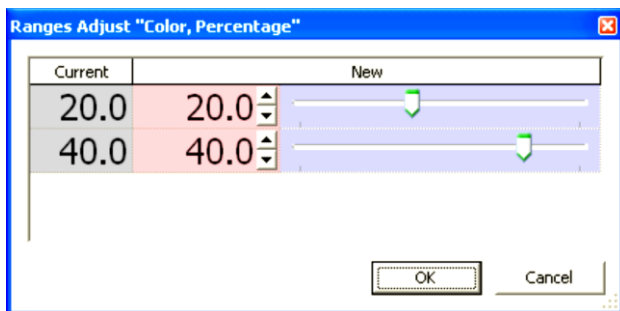 Ranges Adjust "Color, Percentage"
Current New
20.0 20.0
40.0 40.0
OK Cancel